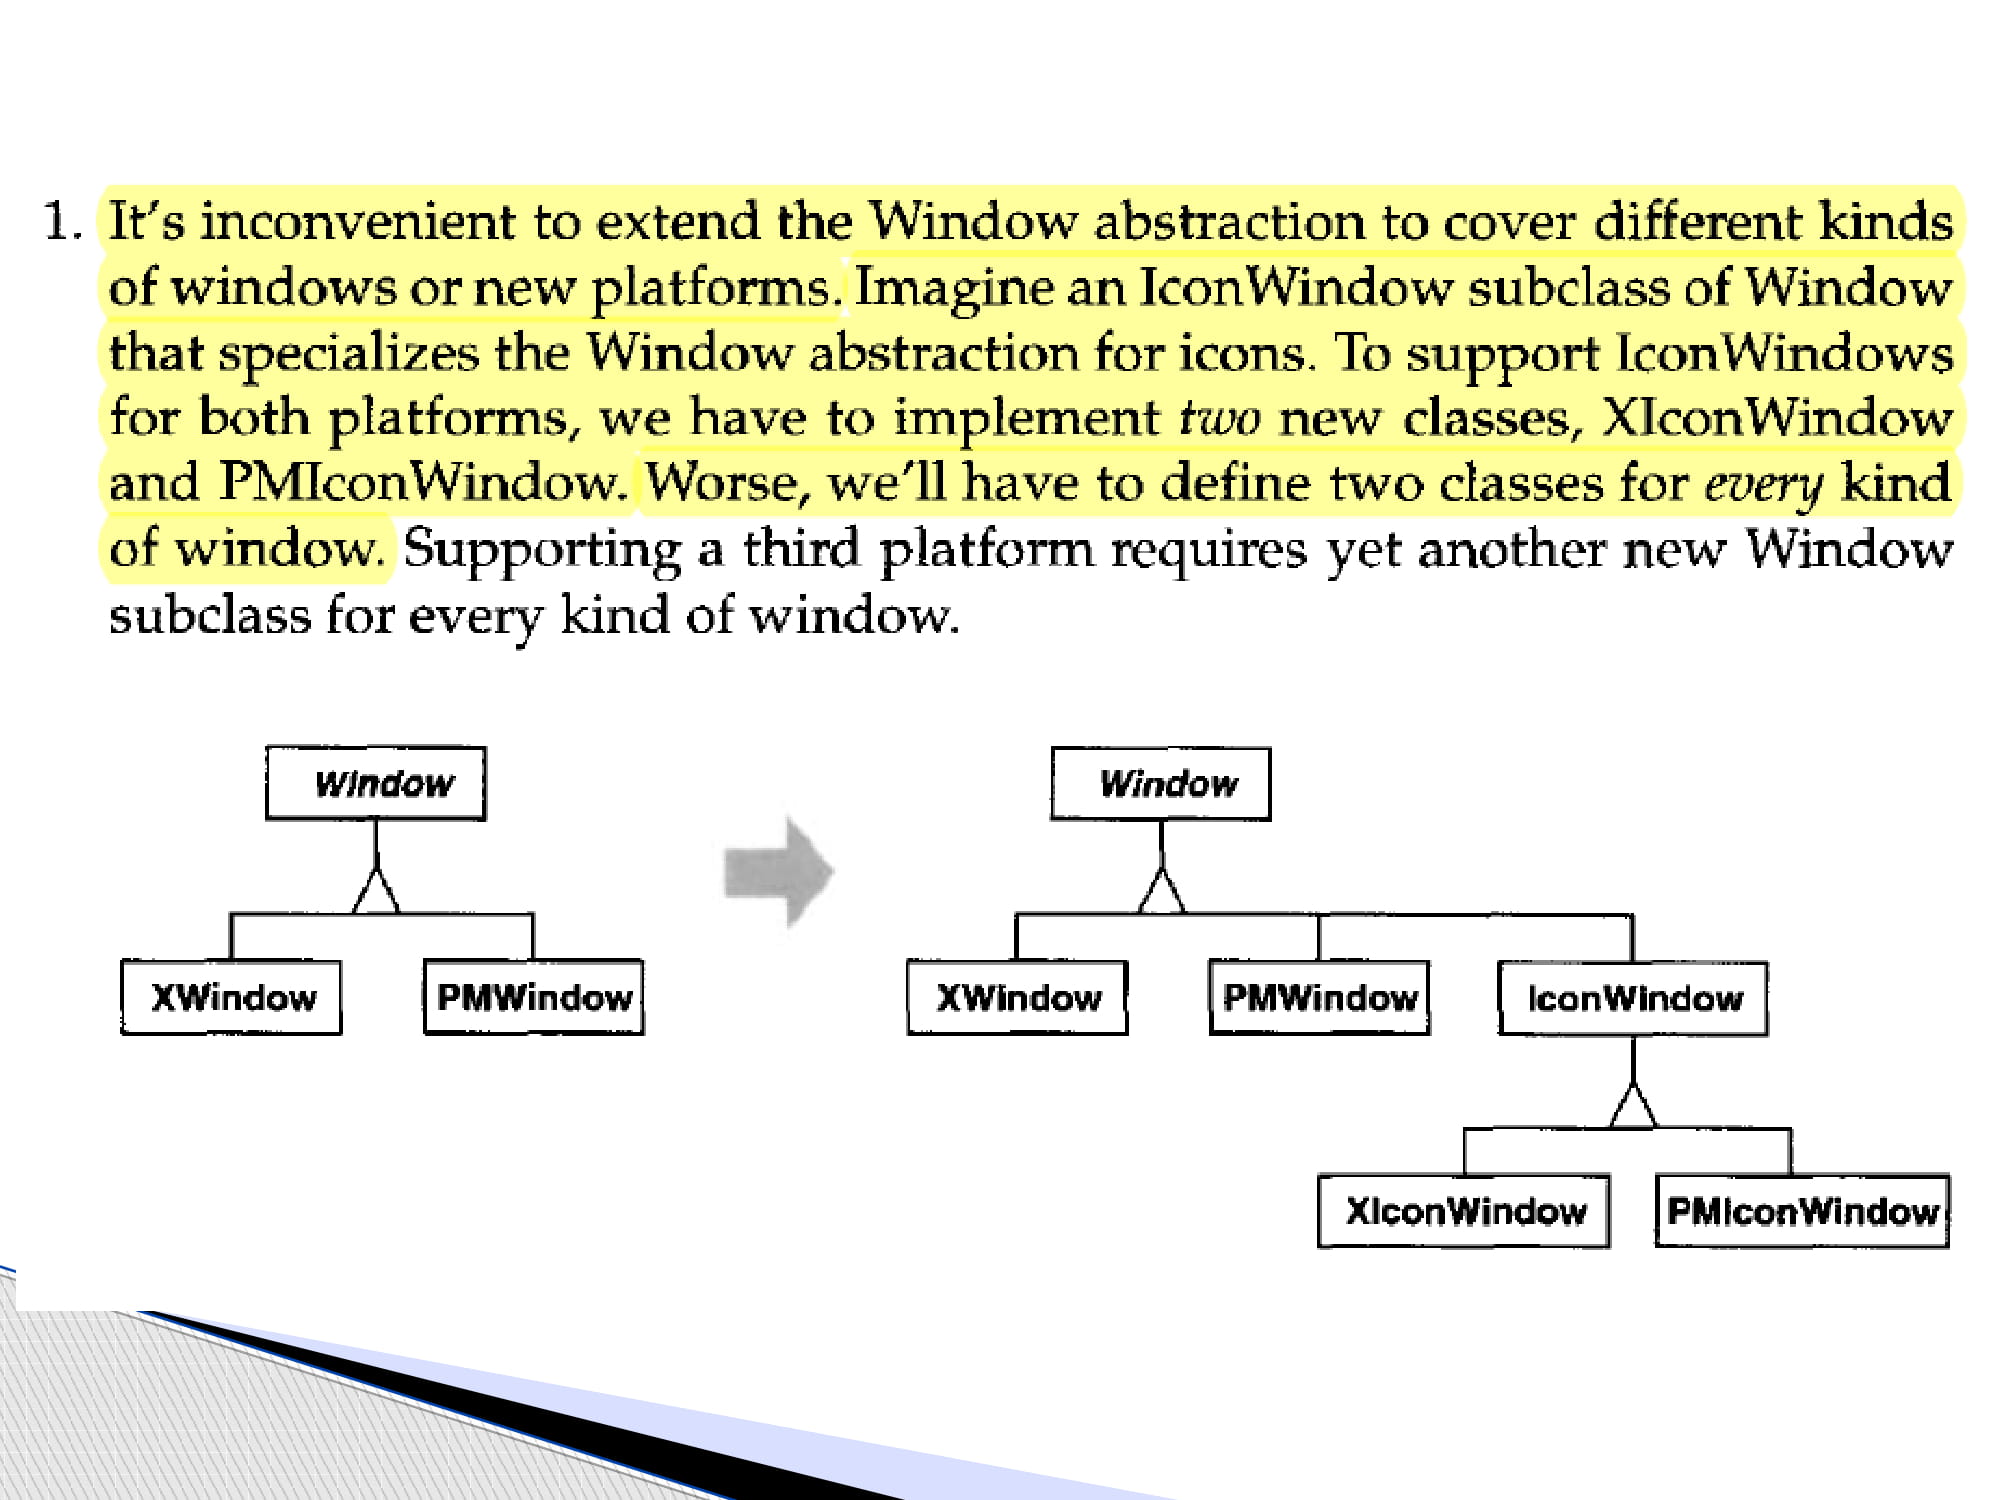 1. It's inconvenient to extend the Window abstraction to cover different kinds
of windows or new platforms. Imagine an IconWindow subclass of Window
that specializes the Window abstraction for icons. To support IconWindows
for both platforms, we have to implement two new classes, XIconWindow
and PMIconWindow. Worse, we'll have to define two classes for every kind
of window. Supporting a third platform requires yet another new Window
subclass for every kind of window.
Window
Window
XWindow
PMWindow
XWindow
PMWindow
IconWindow
XIconWindow
PMIconWindow